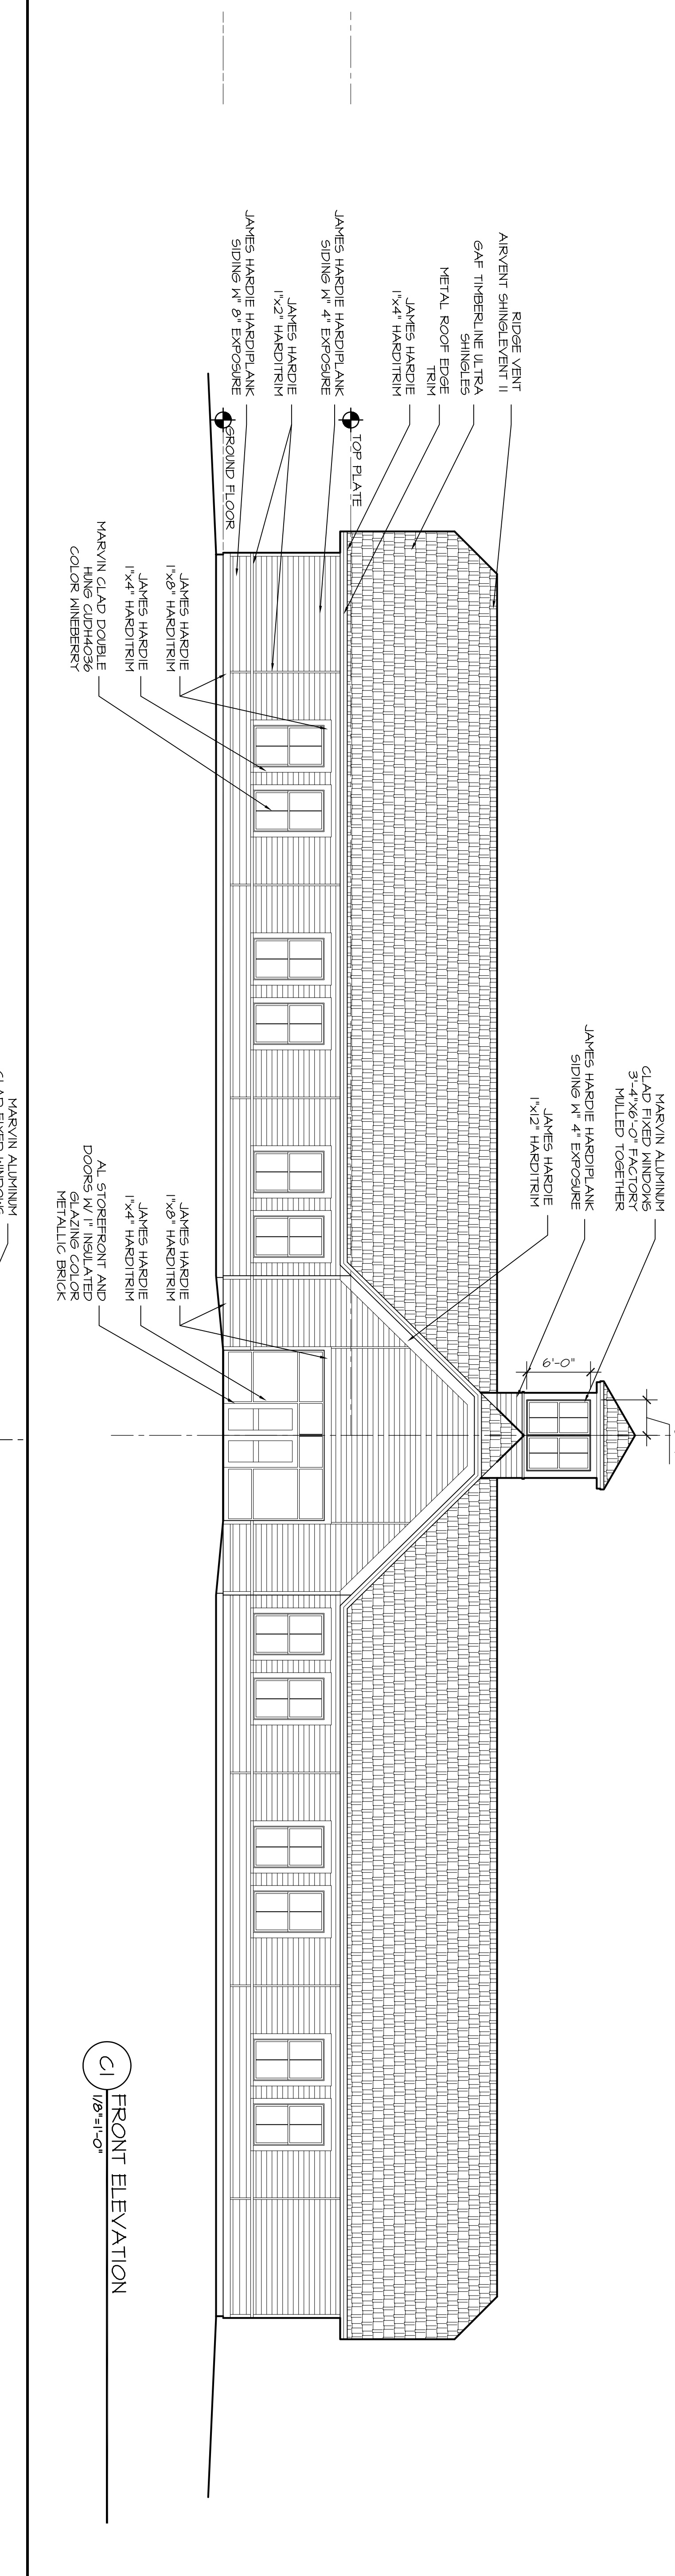 RIDGE VENT
AIRVENT SHINGLEVENT II
GAF TIMBERLINE ULTRA
SHINGLES
METAL ROOF EDGE
TRIM
JAMES HARDIE
1"x4" HARDITRIM
JAMES HARDIE HARDIPLANK
SIDING W" 4" EXPOSURE
JAMES HARDIE
1"x2" HARDITRIM
JAMES HARDIE HARDIPLANK
SIDING W" 8" EXPOSURE
TOP PLATE
GROUND FLOOR
JAMES HARDIE
1"x8" HARDITRIM
JAMES HARDIE
1"x4" HARDITRIM
MARVIN CLAD DOUBLE
HUNG CUDH4036
COLOR WINEBERRY
MARVIN ALUMINUM
CLAD FIXED WINDOWS
3'-4"X6'-0" FACTORY
MULLED TOGETHER
JAMES HARDIE HARDIPLANK
SIDING W" 4" EXPOSURE
JAMES HARDIE
1"x12" HARDITRIM
6'-0"
JAMES HARDIE
1"x8" HARDITRIM
JAMES HARDIE
1"x4" HARDITRIM
AL STOREFRONT AND
DOORS W/ 1" INSULATED
GLAZING COLOR
METALLIC BRICK
C1
FRONT ELEVATION
1/8"=1'-0"
MARVIN ALUMINUM
CLAD FIXED WINDOWS